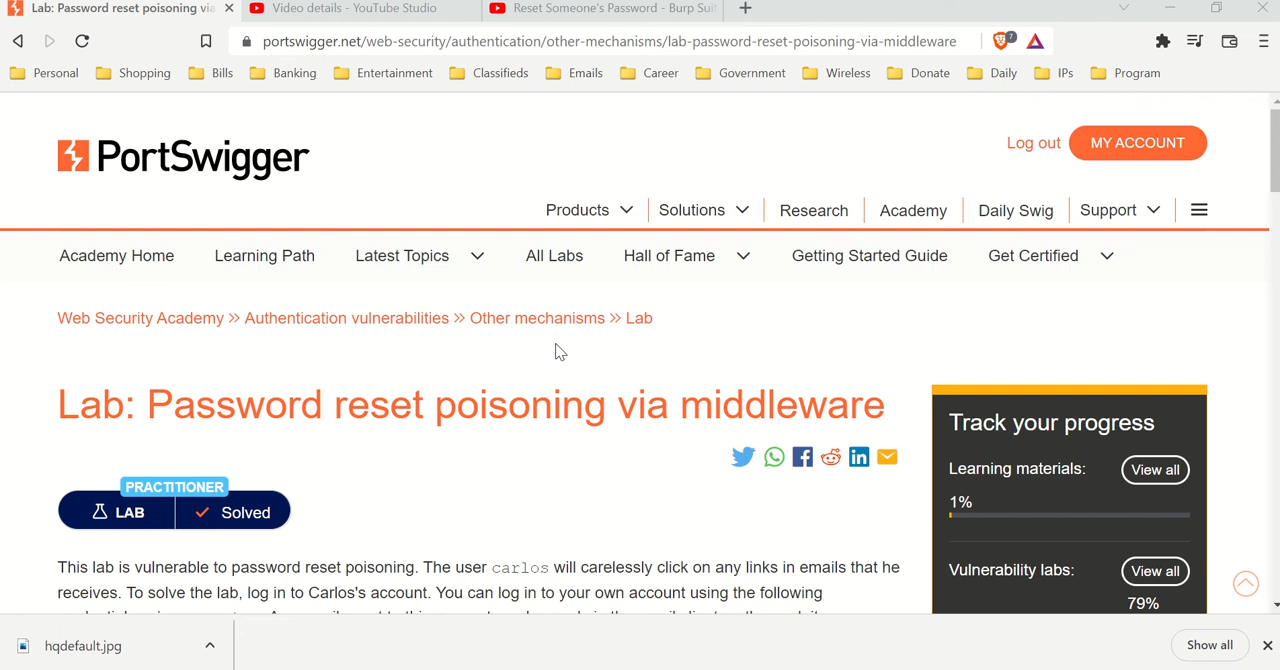 Lab: Password reset poisoning via
Video details - YouTube Studio
Reset Someone's Password - Burp Sui
portswigger.net/web-security/authentication/other-mechanisms/lab-password-reset-poisoning-via-middleware
7
Personal
Shopping
Bills
Banking
Entertainment
Classifieds
Emails
Career
Government
Wireless
Donate
Daily
IPs
Program
PortSwigger
Log out
MY ACCOUNT
Products
Solutions
Research
Academy
Daily Swig
Support
Academy Home
Learning Path
Latest Topics
All Labs
Hall of Fame
Getting Started Guide
Get Certified
Web Security Academy >> Authentication vulnerabilities >> Other mechanisms >> Lab
Lab: Password reset poisoning via middleware
PRACTITIONER
LAB
Solved
This lab is vulnerable to password reset poisoning. The user carlos will carelessly click on any links in emails that he
receives. To solve the lab, log in to Carlos's account. You can log in to your own account using the following
Track your progress
Learning materials:
View all
1%
Vulnerability labs:
View all
79%
hqdefault.jpg
Show all